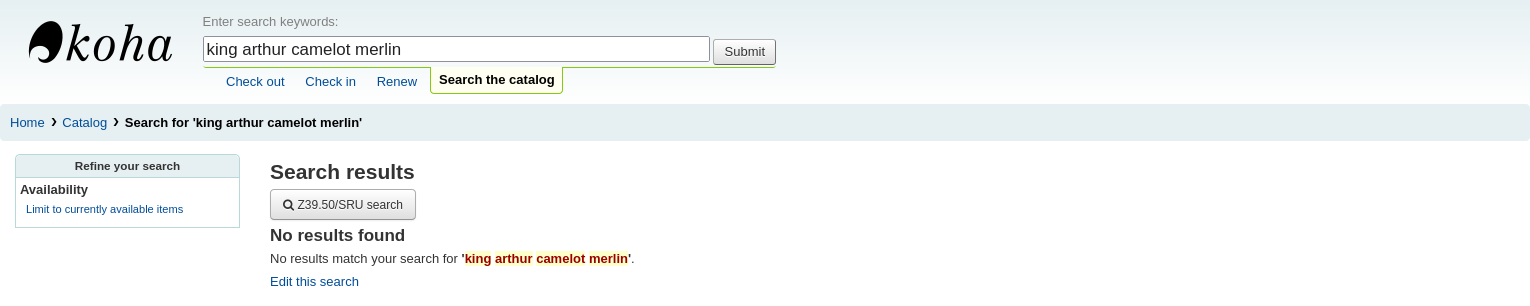 koha
Enter search keywords:
king arthur camelot merlin
Submit
Check out Check in Renew Search the catalog
Home › Catalog › Search for 'king arthur camelot merlin'
Refine your search
Availability
Limit to currently available items
Search results
Z39.50/SRU search
No results found
No results match your search for 'king arthur camelot merlin'.
Edit this search